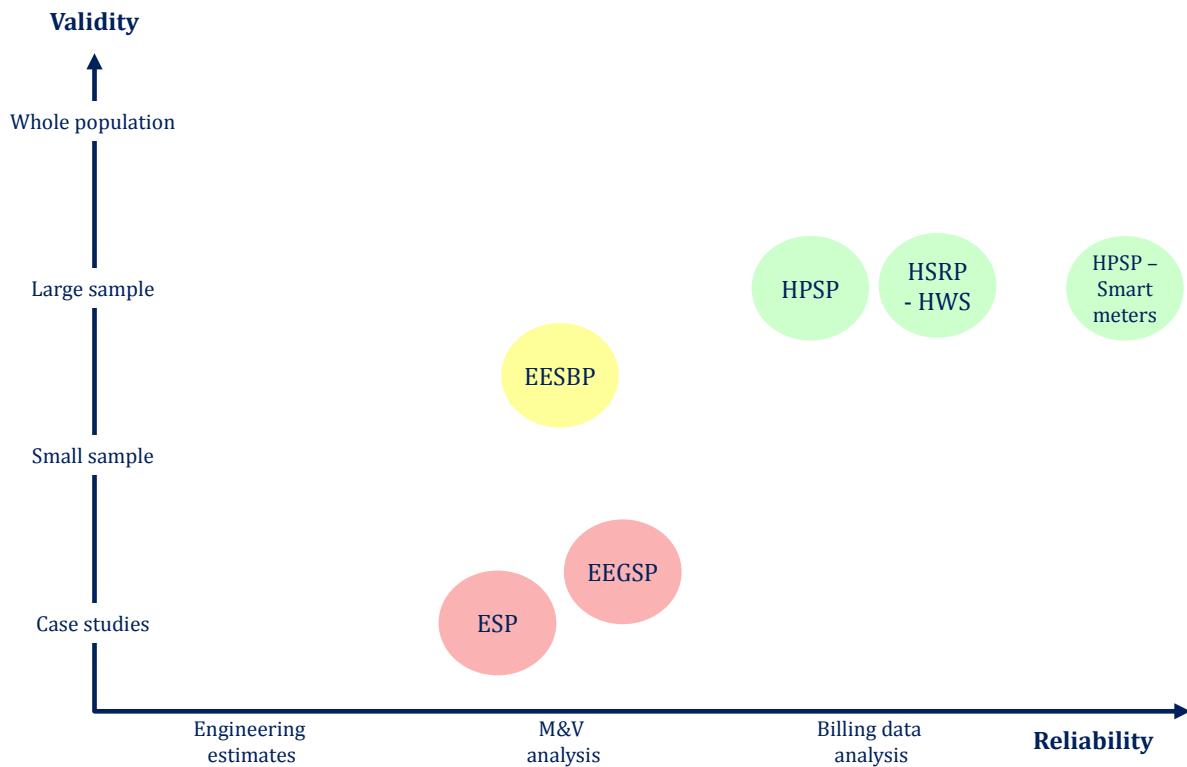 Validity
Whole population
Large sample
Small sample
Case studies
HPSP
HSRP
- HWS
HPSP –
Smart
meters
EESBP
EEGSP
ESP
Engineering
estimates
M&V
analysis
Billing data
analysis
Reliability